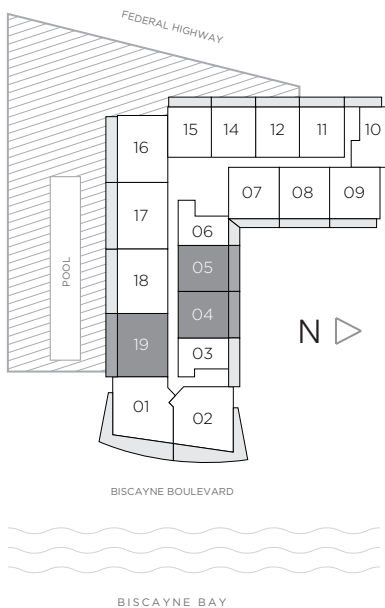 FEDERAL HIGHWAY
15 14 12 11 10
16
07 08 09
17
06
05
POOL
18
04
N
19
03
01 02
BISCAYNE BOULEVARD
BISCAYNE BAY